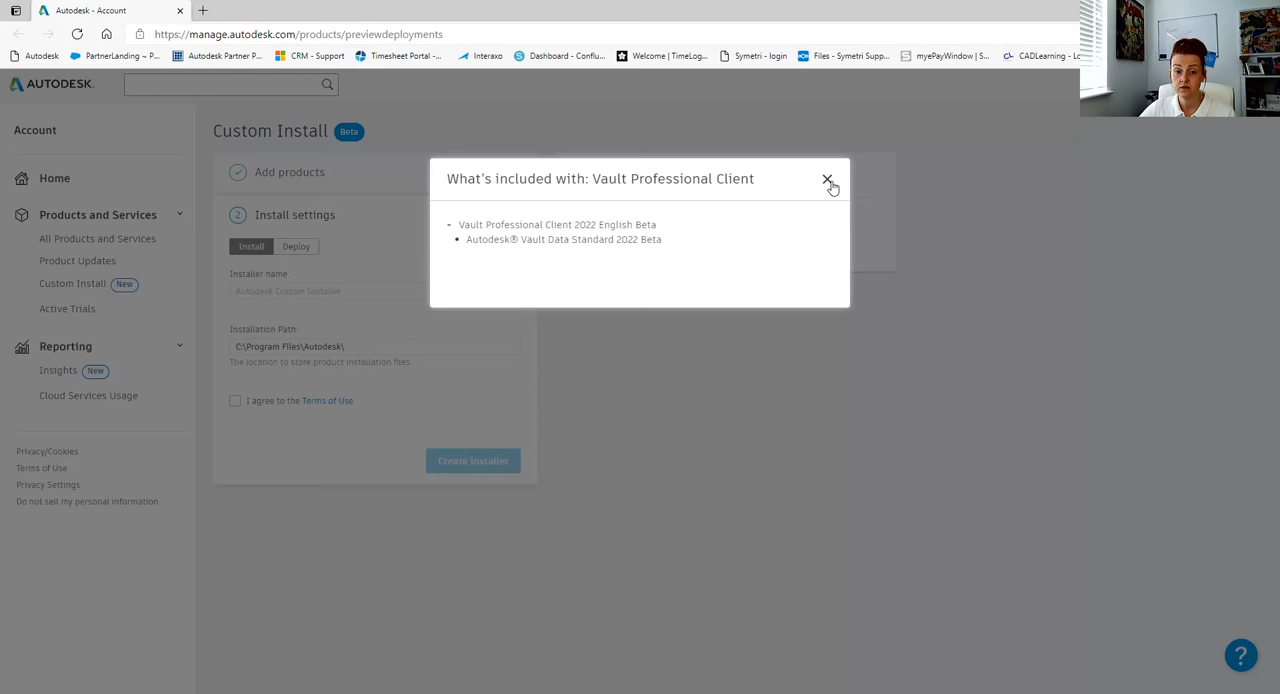 Autodesk - Account
https://manage.autodesk.com/products/previewdeployments
Autodesk
PartnerLanding ~ P...
Autodesk Partner P...
CRM - Support
Timesheet Portal -...
Interaxo
Dashboard - Conflu...
Welcome | TimeLog...
Symetri - login
Files - Symetri Supp...
myePayWindow | S...
CADLearning - Lo
AUTODESK
Account
Home
Products and Services
All Products and Services
Product Updates
Custom Install New
Active Trials
Reporting
Insights New
Cloud Services Usage
Privacy/Cookies
Terms of Use
Privacy Settings
Do not sell my personal information
Custom Install Beta
Add products
2 Install settings
Install Deploy
Installer name:
Autodesk Custom Installer
Installation Path:
C:\Program Files\Autodesk\
The location to store product installation files.
I agree to the Terms of Use
Create installer
What's included with: Vault Professional Client
- Vault Professional Client 2022 English Beta
• Autodesk® Vault Data Standard 2022 Beta
?